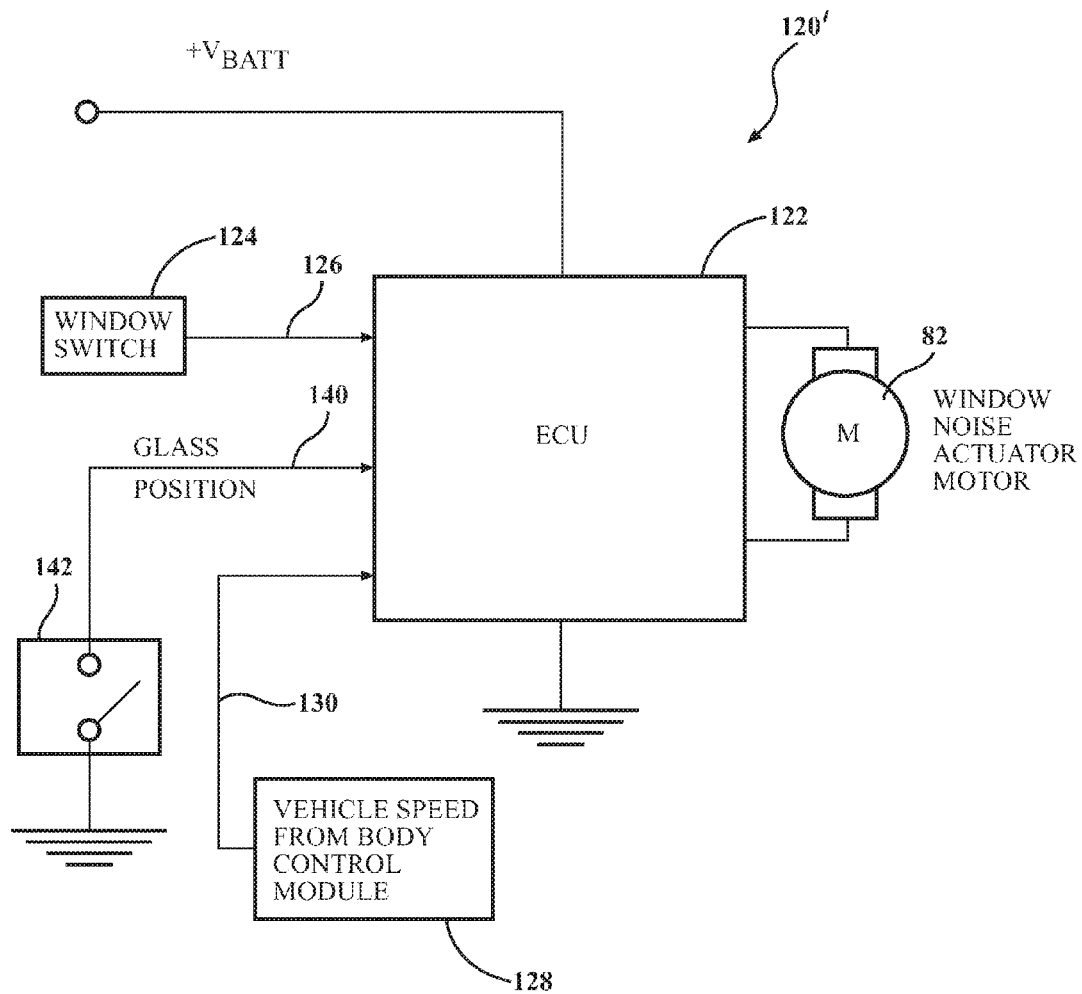 120'
+VBATT
122
124
126
WINDOW
SWITCH
82
140
WINDOW
NOISE
ACTUATOR
MOTOR
M
ECU
GLASS
POSITION
142
130
VEHICLE SPEED
FROM BODY
CONTROL
MODULE
128